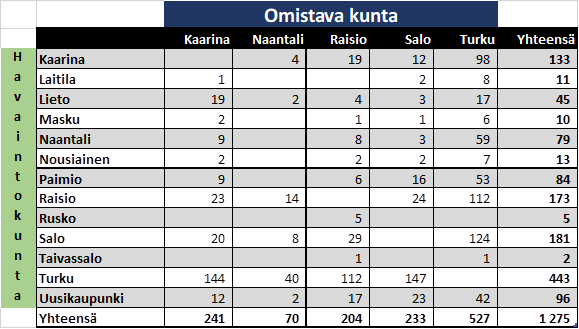 Omistava kunta
Kaarina Naantali Raisio Salo Turku Yhteensä
Havaintokunta
Kaarina 4 19 12 98 133
Laitila 1 2 8 11
Lieto 19 2 4 3 17 45
Masku 2 1 1 6 10
Naantali 9 8 3 59 79
Nousiainen 2 2 2 7 13
Paimio 9 6 16 53 84
Raisio 23 14 24 112 173
Rusko 5 5
Salo 20 8 29 124 181
Taivassalo 1 1 2
Turku 144 40 112 147 443
Uusikaupunki 12 2 17 23 42 96
Yhteensä 241 70 204 233 527 1 275